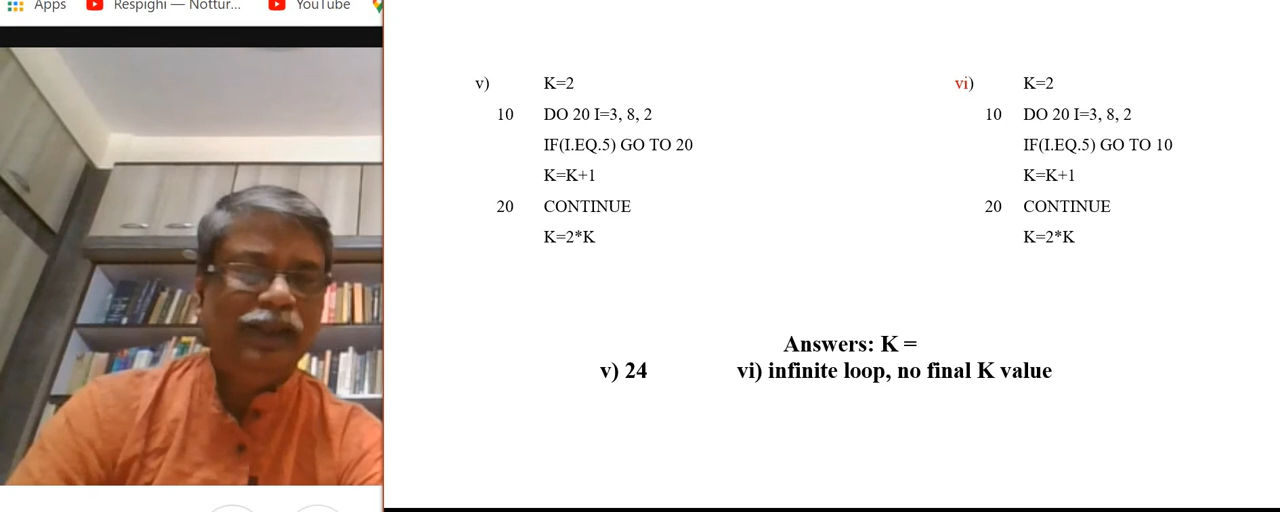 Apps Respighi — Nottur... YouTube
v) K=2
10 DO 20 I=3, 8, 2
IF(I.EQ.5) GO TO 20
K=K+1
20 CONTINUE
K=2*K
vi) K=2
10 DO 20 I=3, 8, 2
IF(I.EQ.5) GO TO 10
K=K+1
20 CONTINUE
K=2*K
Answers: K =
v) 24 vi) infinite loop, no final K value